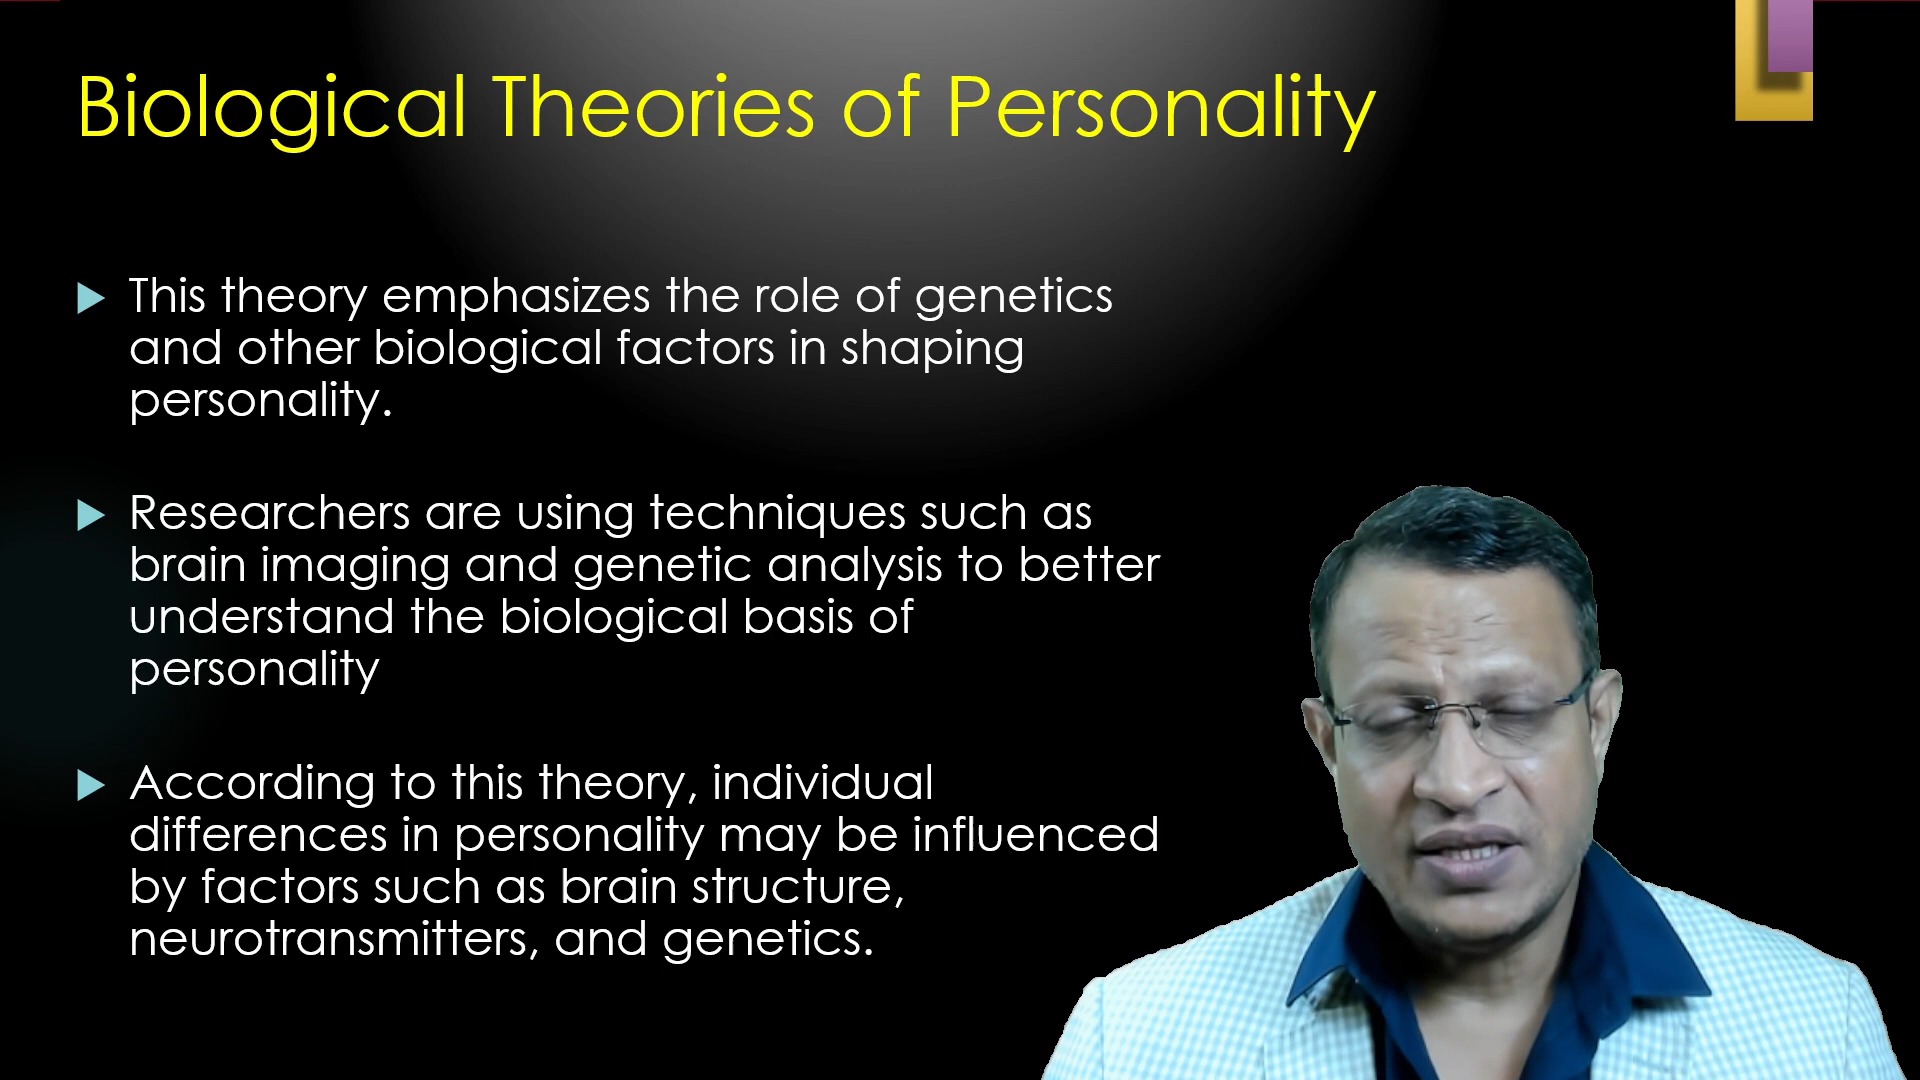 Biological Theories of Personality
This theory emphasizes the role of genetics
and other biological factors in shaping
personality.
Researchers are using techniques such as
brain imaging and genetic analysis to better
understand the biological basis of
personality
According to this theory, individual
differences in personality may be influenced
by factors such as brain structure,
neurotransmitters, and genetics.